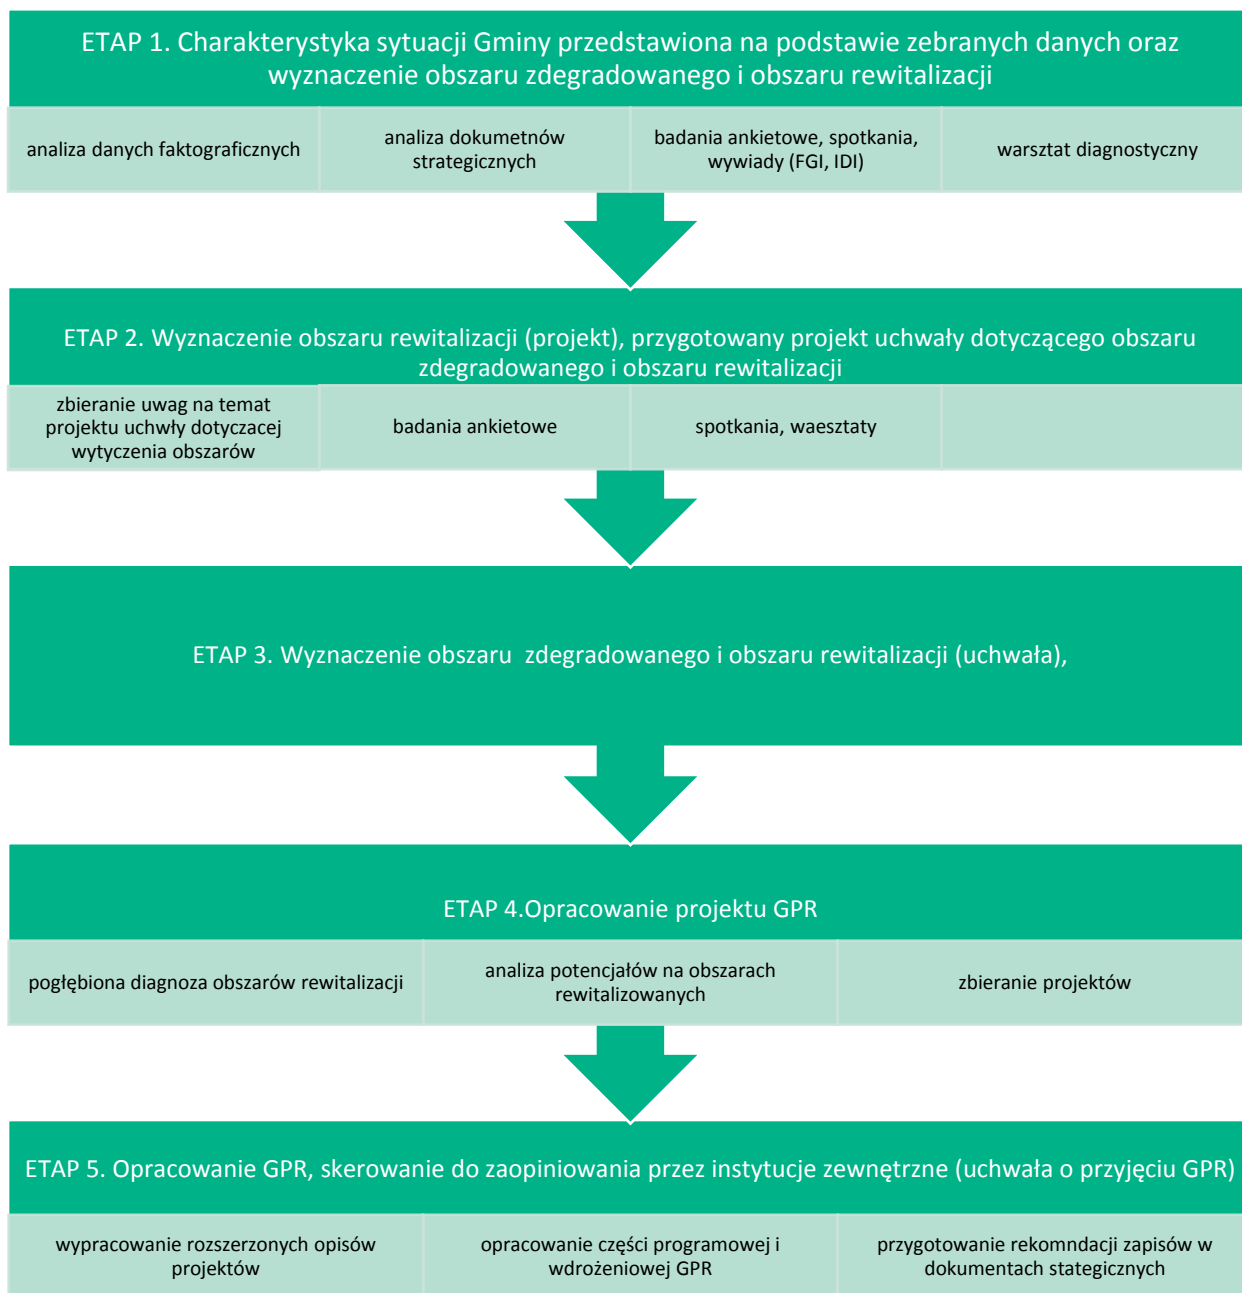 ETAP 1. Charakterystyka sytuacji Gminy przedstawiona na podstawie zebranych danych oraz
wyznaczenie obszaru zdegradowanego i obszaru rewitalizacji
analiza danych faktograficznych
analiza dokumetnów
strategicznych
badania ankietowe, spotkania,
wywiady (FGI, IDI)
warsztat diagnostyczny
ETAP 2. Wyznaczenie obszaru rewitalizacji (projekt), przygotowany projekt uchwały dotyczącego obszaru
zdegradowanego i obszaru rewitalizacji
zbieranie uwag na temat
projektu uchwły dotyczacej
wytyczenia obszarów
badania ankietowe
spotkania, waesztaty
ETAP 3. Wyznaczenie obszaru  zdegradowanego i obszaru rewitalizacji (uchwała),
ETAP 4.Opracowanie projektu GPR
pogłębiona diagnoza obszarów rewitalizacji
analiza potencjałów na obszarach
rewitalizowanych
zbieranie projektów
ETAP 5. Opracowanie GPR, skerowanie do zaopiniowania przez instytucje zewnętrzne (uchwała o przyjęciu GPR)
wypracowanie rozszerzonych opisów
projektów
opracowanie części programowej i
wdrożeniowej GPR
przygotowanie rekomndacji zapisów w
dokumentach stategicznych